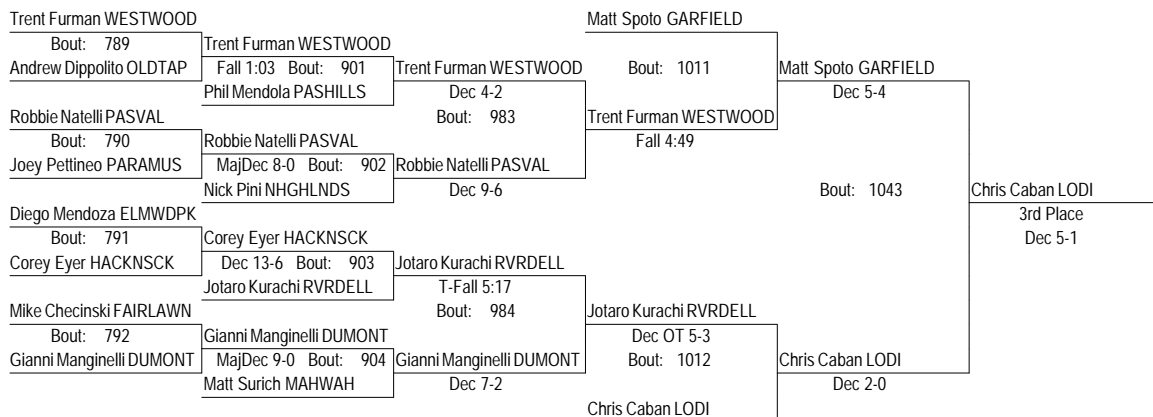 Trent Furman WESTWOOD Matt Spoto GARFIELD
Bout: 789 Trent Furman WESTWOOD
Andrew Dippolito OLDTAP Fall 1:03 Bout: 901 Trent Furman WESTWOOD Bout: 1011 Matt Spoto GARFIELD
Phil Mendola PASHILLS Dec 4-2 Dec 5-4
Robbie Natelli PASVAL Bout: 983 Trent Furman WESTWOOD
Bout: 790 Robbie Natelli PASVAL Fall 4:49
Joey Pettineo PARAMUS MajDec 8-0 Bout: 902 Robbie Natelli PASVAL
Nick Pini NHGHLNDS Dec 9-6 Bout: 1043 Chris Caban LODI
Diego Mendoza ELMWDPK 3rd Place
Bout: 791 Corey Eyer HACKNSCK Dec 5-1
Corey Eyer HACKNSCK Dec 13-6 Bout: 903 Jotaro Kurachi RVRDELL
Jotaro Kurachi RVRDELL T-Fall 5:17
Mike Checinski FAIRLAWN Bout: 984 Jotaro Kurachi RVRDELL
Bout: 792 Gianni Manginelli DUMONT Dec OT 5-3
Gianni Manginelli DUMONT MajDec 9-0 Bout: 904 Gianni Manginelli DUMONT Bout: 1012 Chris Caban LODI
Matt Surich MAHWAH Dec 7-2 Dec 2-0
Chris Caban LODI